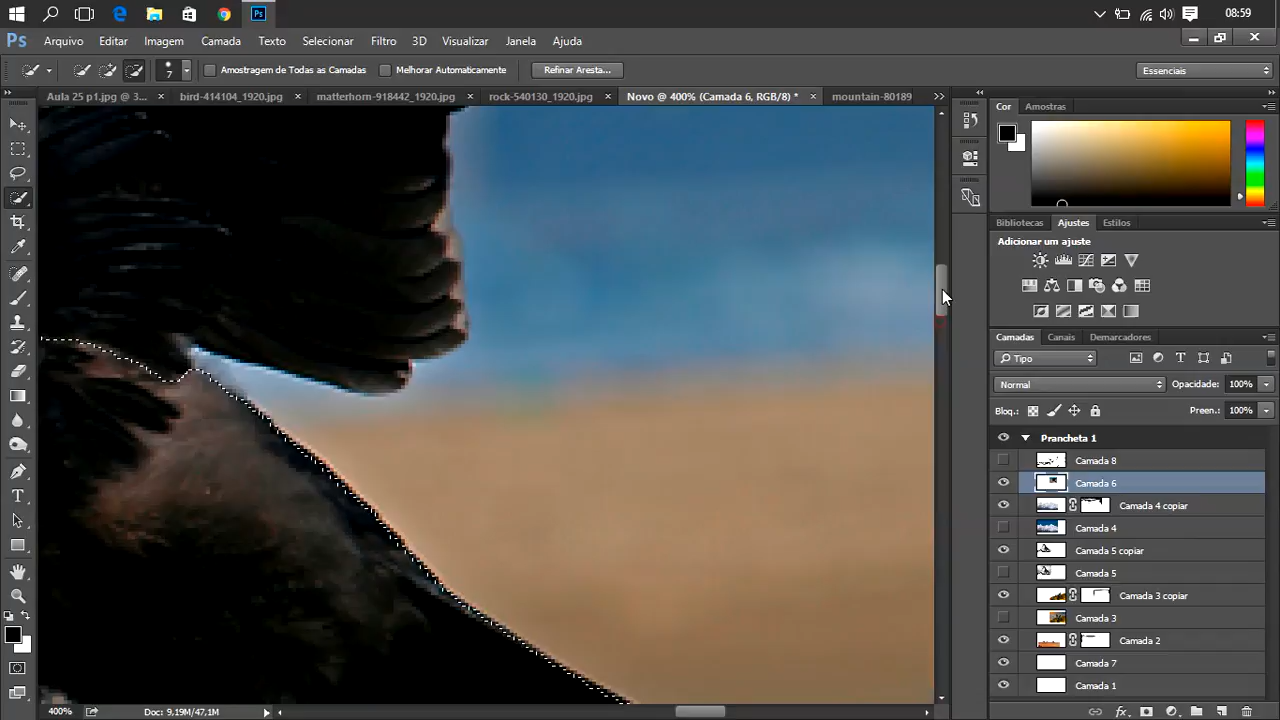 08:59
Ps Arquivo Editar Imagem Camada Texto Selecionar Filtro 3D Visualizar Janela Ajuda
7 Amostragem de Todas as Camadas Melhorar Automaticamente Refinar Aresta... Essenciais
Aula 25 p1.jpg @ 3... × bird-414104_1920.jpg × matterhorn-918442_1920.jpg × rock-540130_1920.jpg × Novo @ 400% (Camada 6, RGB/8) * × mountain-80189
Cor Amostras
Bibliotecas Ajustes Estilos
Adicionar um ajuste
Camadas Canais Demarcadores
Tipo
Normal Opacidade: 100%
Bloq.: Preen.: 100%
Prancheta 1
Camada 8
Camada 6
Camada 4 copiar
Camada 4
Camada 5 copiar
Camada 5
Camada 3 copiar
Camada 3
Camada 2
Camada 7
Camada 1
400% Doc: 9,19M/47,1M